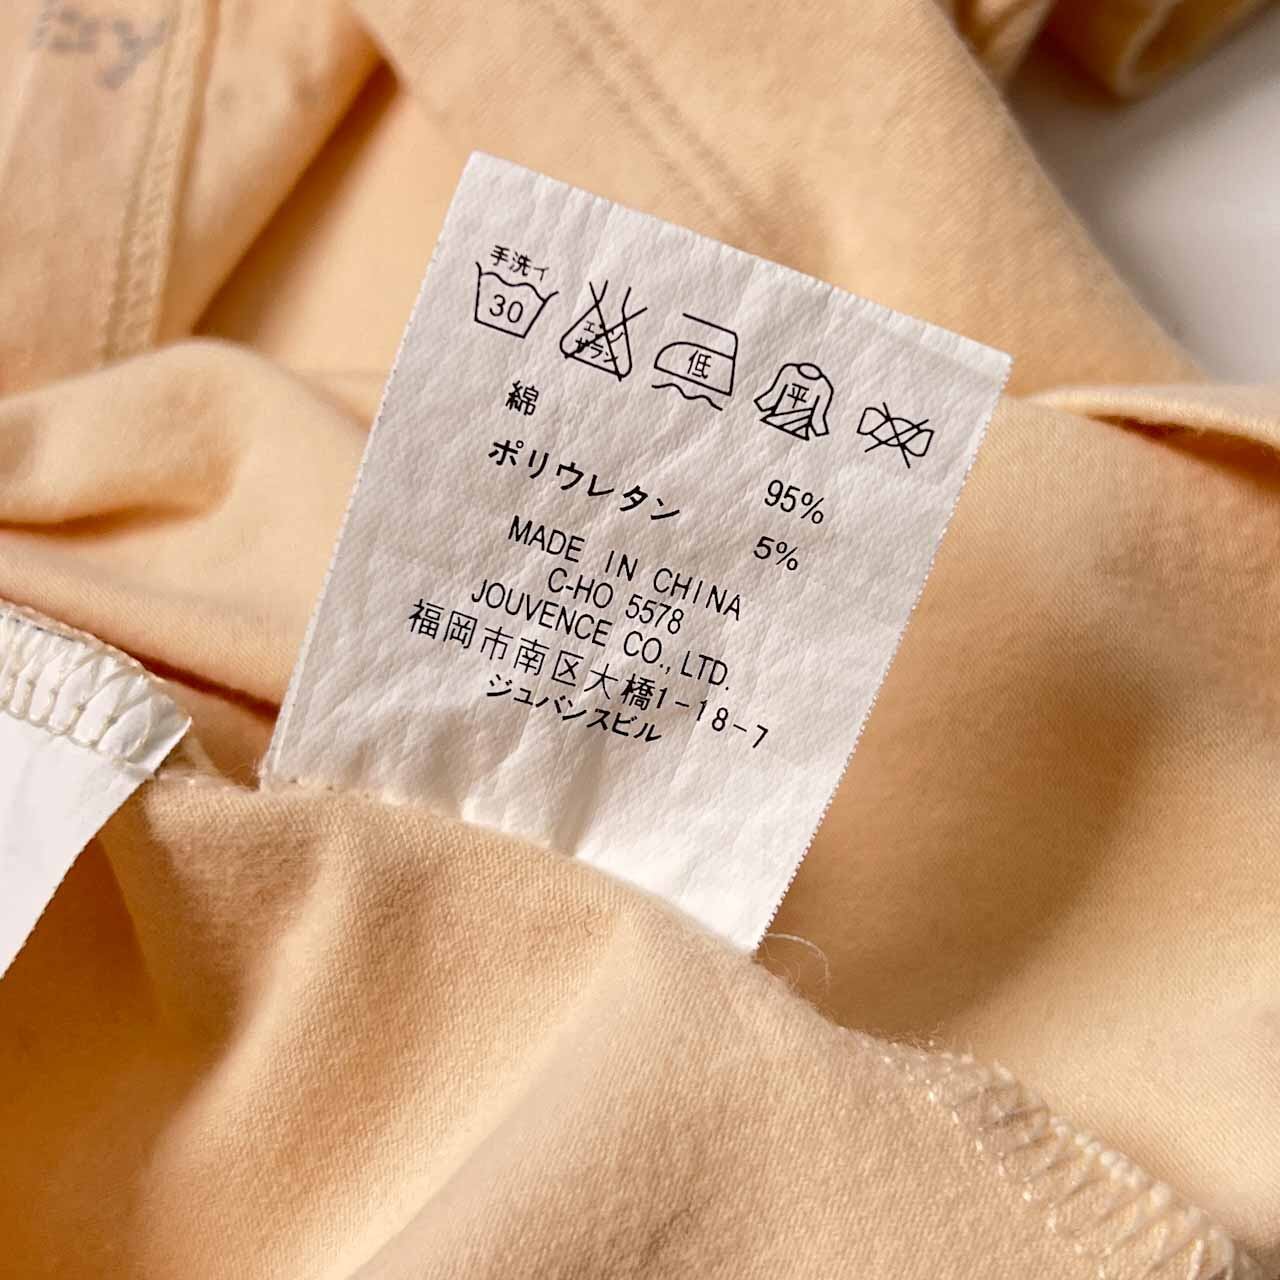 手洗イ
30
エンソ
サラシ
低
平
綿 95%
ポリウレタン 5%
MADE IN CHINA
C-HO 5578
JOUVENCE CO., LTD.
福岡市南区大橋1-18-7
ジュバンスビル